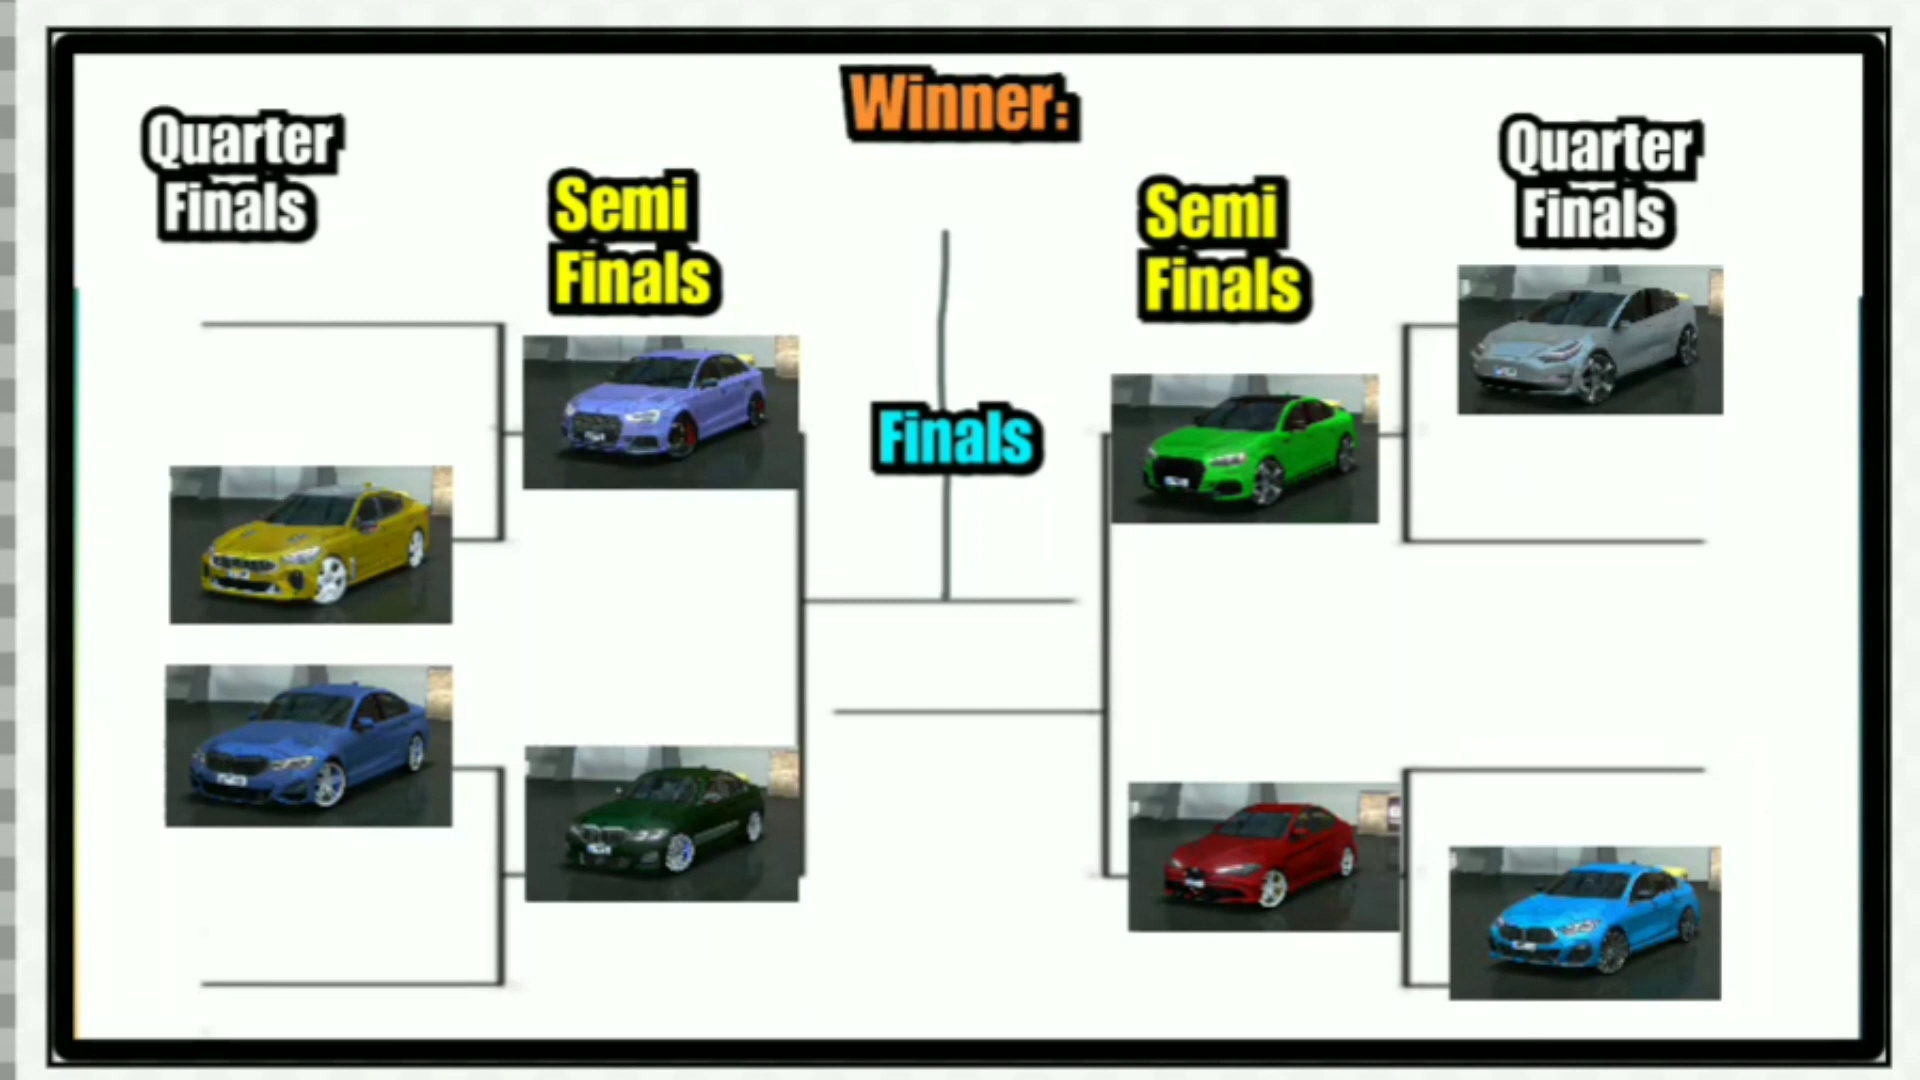 Winner:
Quarter
Finals
Semi
Finals
Finals
Semi
Finals
Quarter
Finals